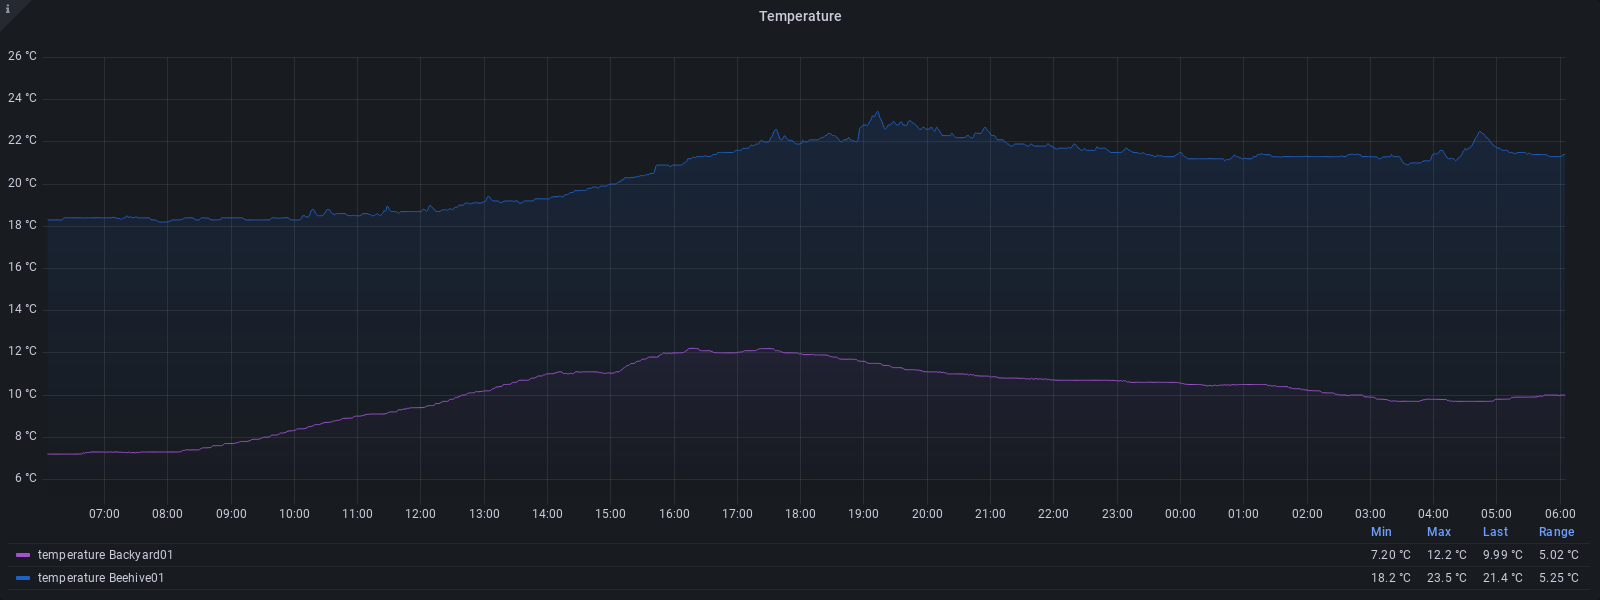 i
Temperature
26 °C
24 °C
22 °C
20 °C
18 °C
16 °C
14 °C
12 °C
10 °C
8 °C
6 °C
07:00 08:00 09:00 10:00 11:00 12:00 13:00 14:00 15:00 16:00 17:00 18:00 19:00 20:00 21:00 22:00 23:00 00:00 01:00 02:00 03:00 04:00 05:00 06:00
Min Max Last Range
temperature Backyard01 7.20 °C 12.2 °C 9.99 °C 5.02 °C
temperature Beehive01 18.2 °C 23.5 °C 21.4 °C 5.25 °C